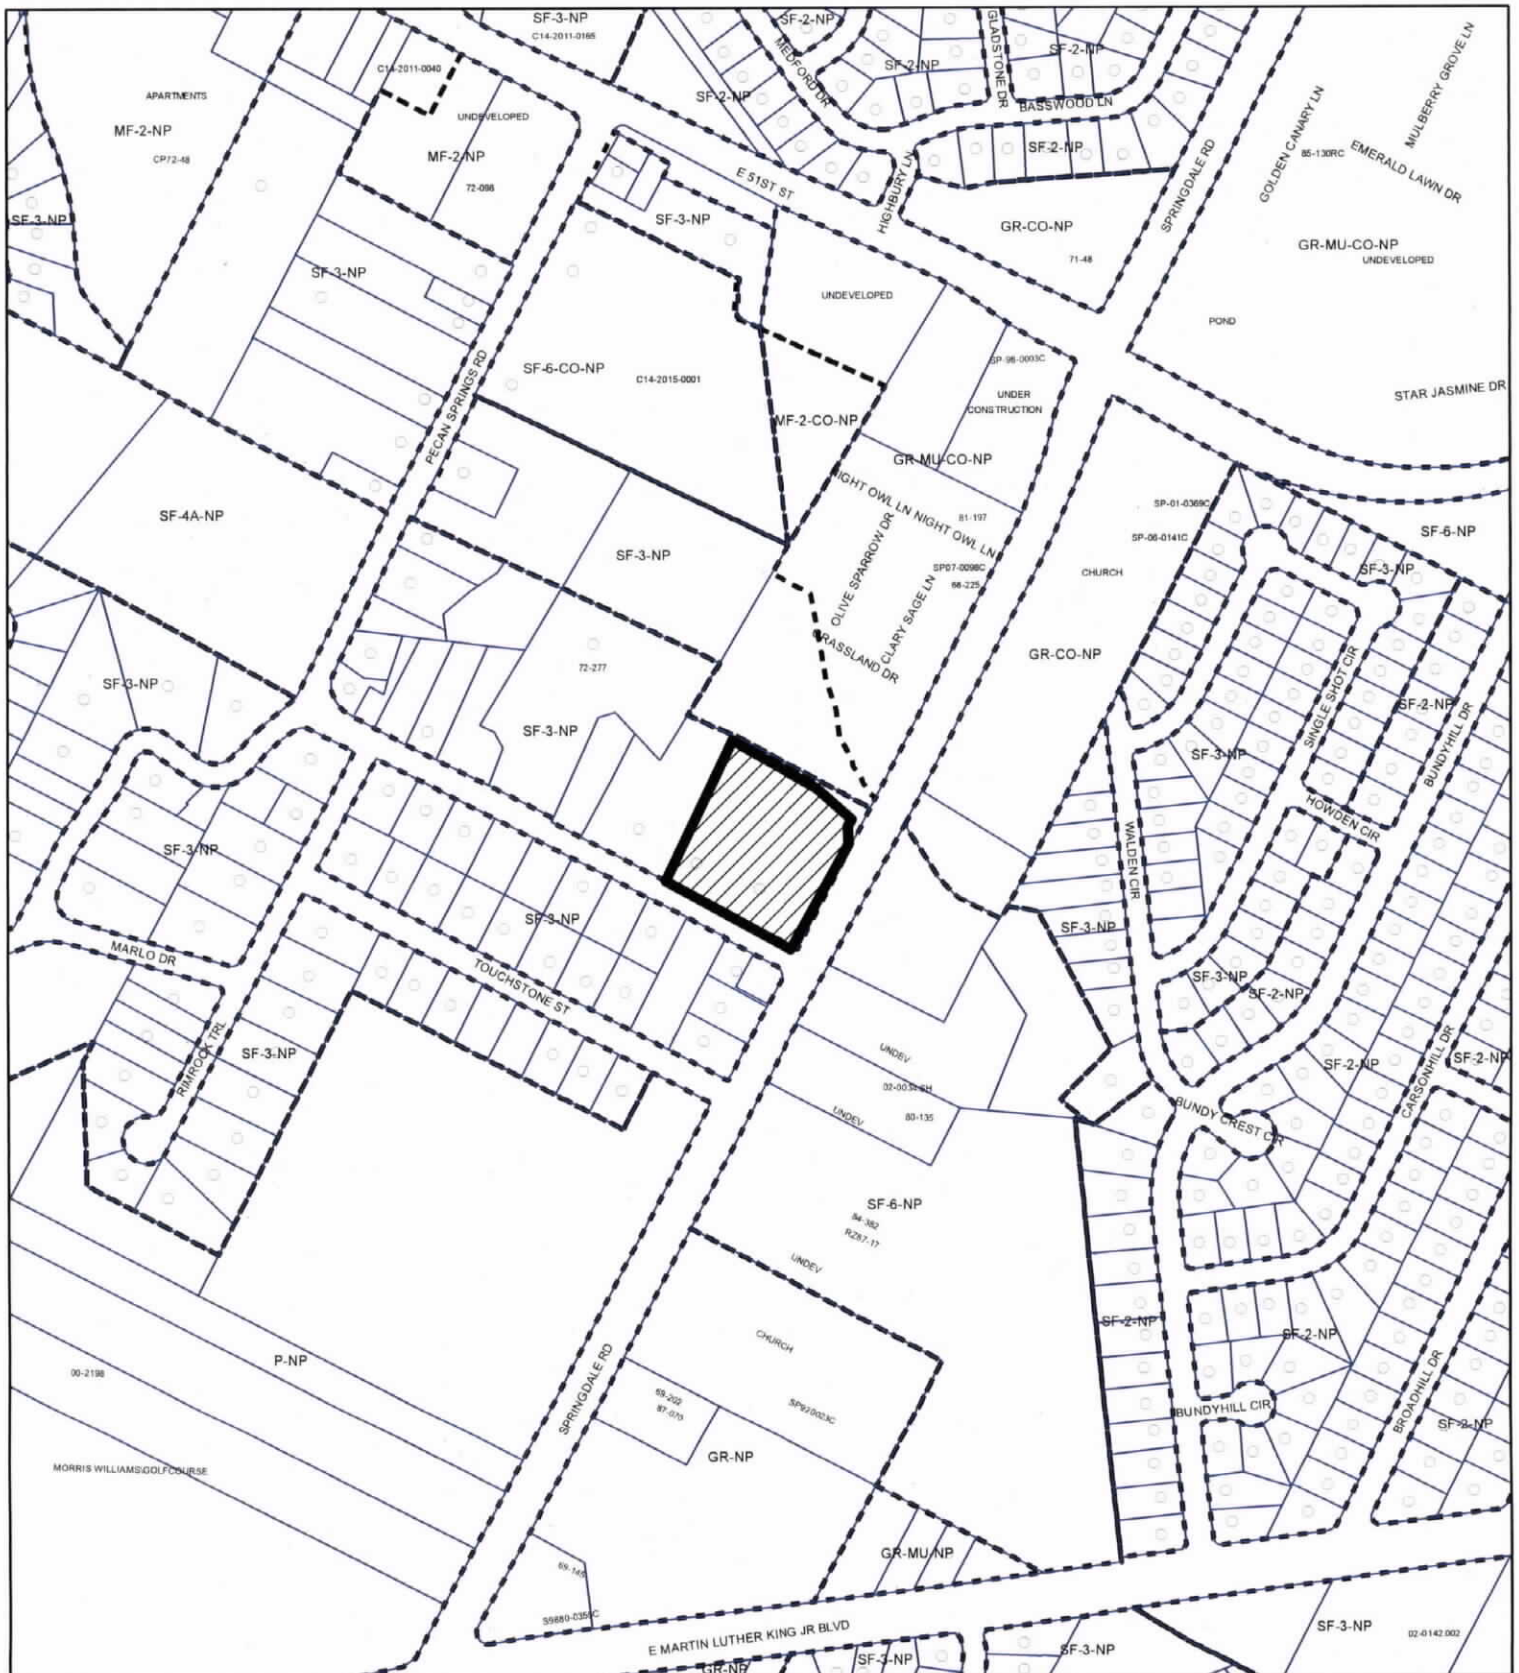 SF-3-NP
C14-2011-0165
SF-2-NP
GLADSTONE DR
SF-2-NP
MEDFORD DR
SF-2-NP
MULBERRY GROVE LN
C14-2011-0040
APARTMENTS
SF-2-NP
BASSWOOD LN
GOLDEN CANARY LN
UNDEVELOPED
MF-2-NP
CP72-48
MF-2-NP
SF-2-NP
85-130RC
EMERALD LAWN DR
72-098
E 51ST ST
HIGHBURY LN
SPRINGDALE RD
SF-3-NP
SF-3-NP
GR-CO-NP
GR-MU-CO-NP
UNDEVELOPED
71-48
SF-3-NP
UNDEVELOPED
POND
SP-96-0003C
SF-6-CO-NP
C14-2015-0001
UNDER
CONSTRUCTION
STAR JASMINE DR
PECAN SPRINGS RD
MF-2-CO-NP
GR-MU-CO-NP
NIGHT OWL LN
NIGHT OWL LN
SP-01-0369C
SF-4A-NP
81-197
SF-6-NP
SP-06-0141C
SF-3-NP
OLIVE SPARROW DR
SP07-0098C
68-225
CHURCH
SF-3-NP
CLARY SAGE LN
GRASSLAND DR
GR-CO-NP
72-277
SF-3-NP
SINGLE SHOT CIR
SF-2-NP
SF-3-NP
BUNDYHILL DR
SF-3-NP
HOWDEN CIR
SF-3-NP
WALDEN CIR
SF-3-NP
SF-3-NP
MARLO DR
TOUCHSTONE ST
SF-3-NP
SF-2-NP
RIMROCK TRL
SF-3-NP
UNDEV
SF-2-NP
CARSONHILL DR
SF-2-NP
UNDEV
80-135
BUNDY CREST CIR
SF-6-NP
84-382
RZ87-17
UNDEV
SF-2-NP
SF-2-NP
CHURCH
P-NP
00-2198
SPRINGDALE RD
69-202
87-070
SP930023C
BUNDYHILL CIR
BROADHILL DR
SF-2-NP
GR-NP
MORRIS WILLIAMS GOLFCOURSE
GR-MU-NP
E MARTIN LUTHER KING JR BLVD
SF-3-NP
02-0142.002
SF-3-NP
SF-3-NP
GR-NP